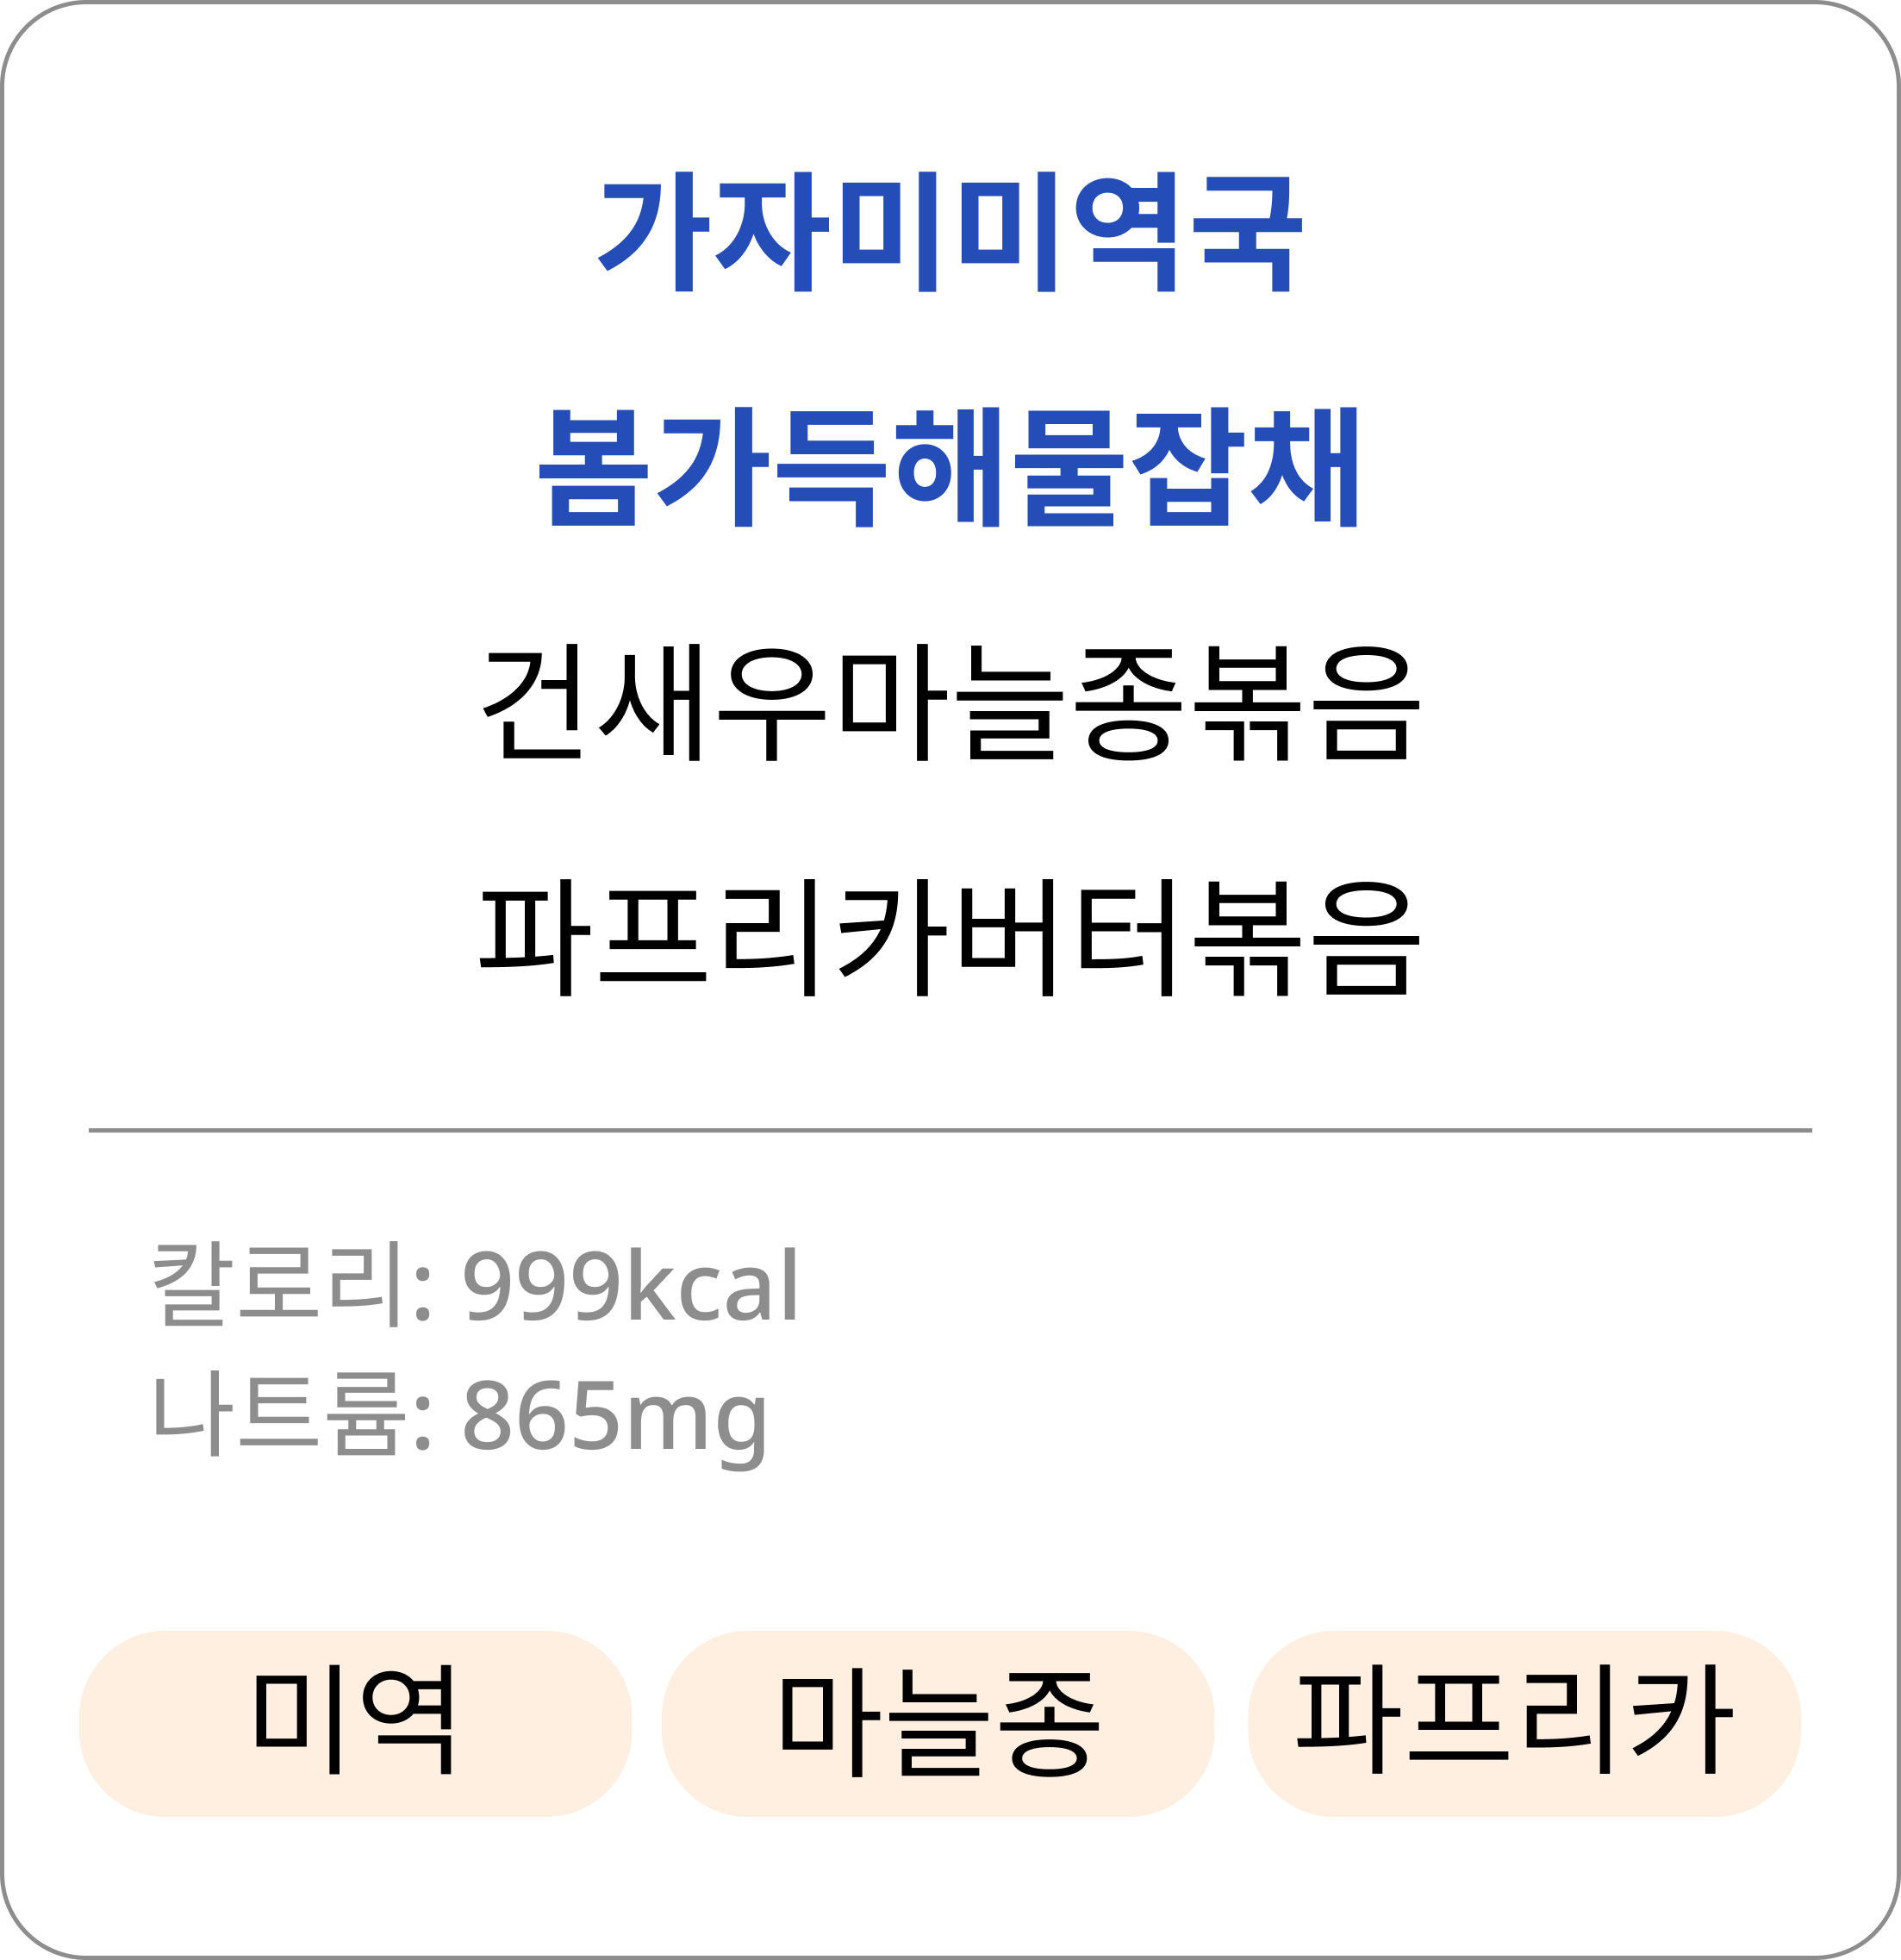 가자미미역국
봄가득해물잡채
건새우마늘종볶음
파프리카버터볶음
갈로리: 999kcal
나트륨: 865mg
미역
마늘종
파프리카